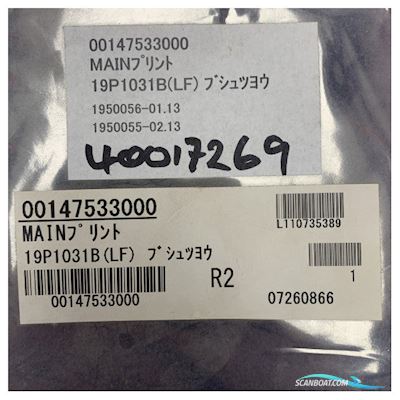 00147533000
MAINプリント
19P1031B(LF) ブシュツヨウ
1950056-01.13
1950055-02.13
40017269
00147533000
MAINﾌﾟﾘﾝﾄ
19P1031B(LF) ﾌﾞｼｭﾂﾖｳ
00147533000
R2
L110735389
1
07260866
SCANBOAT.COM